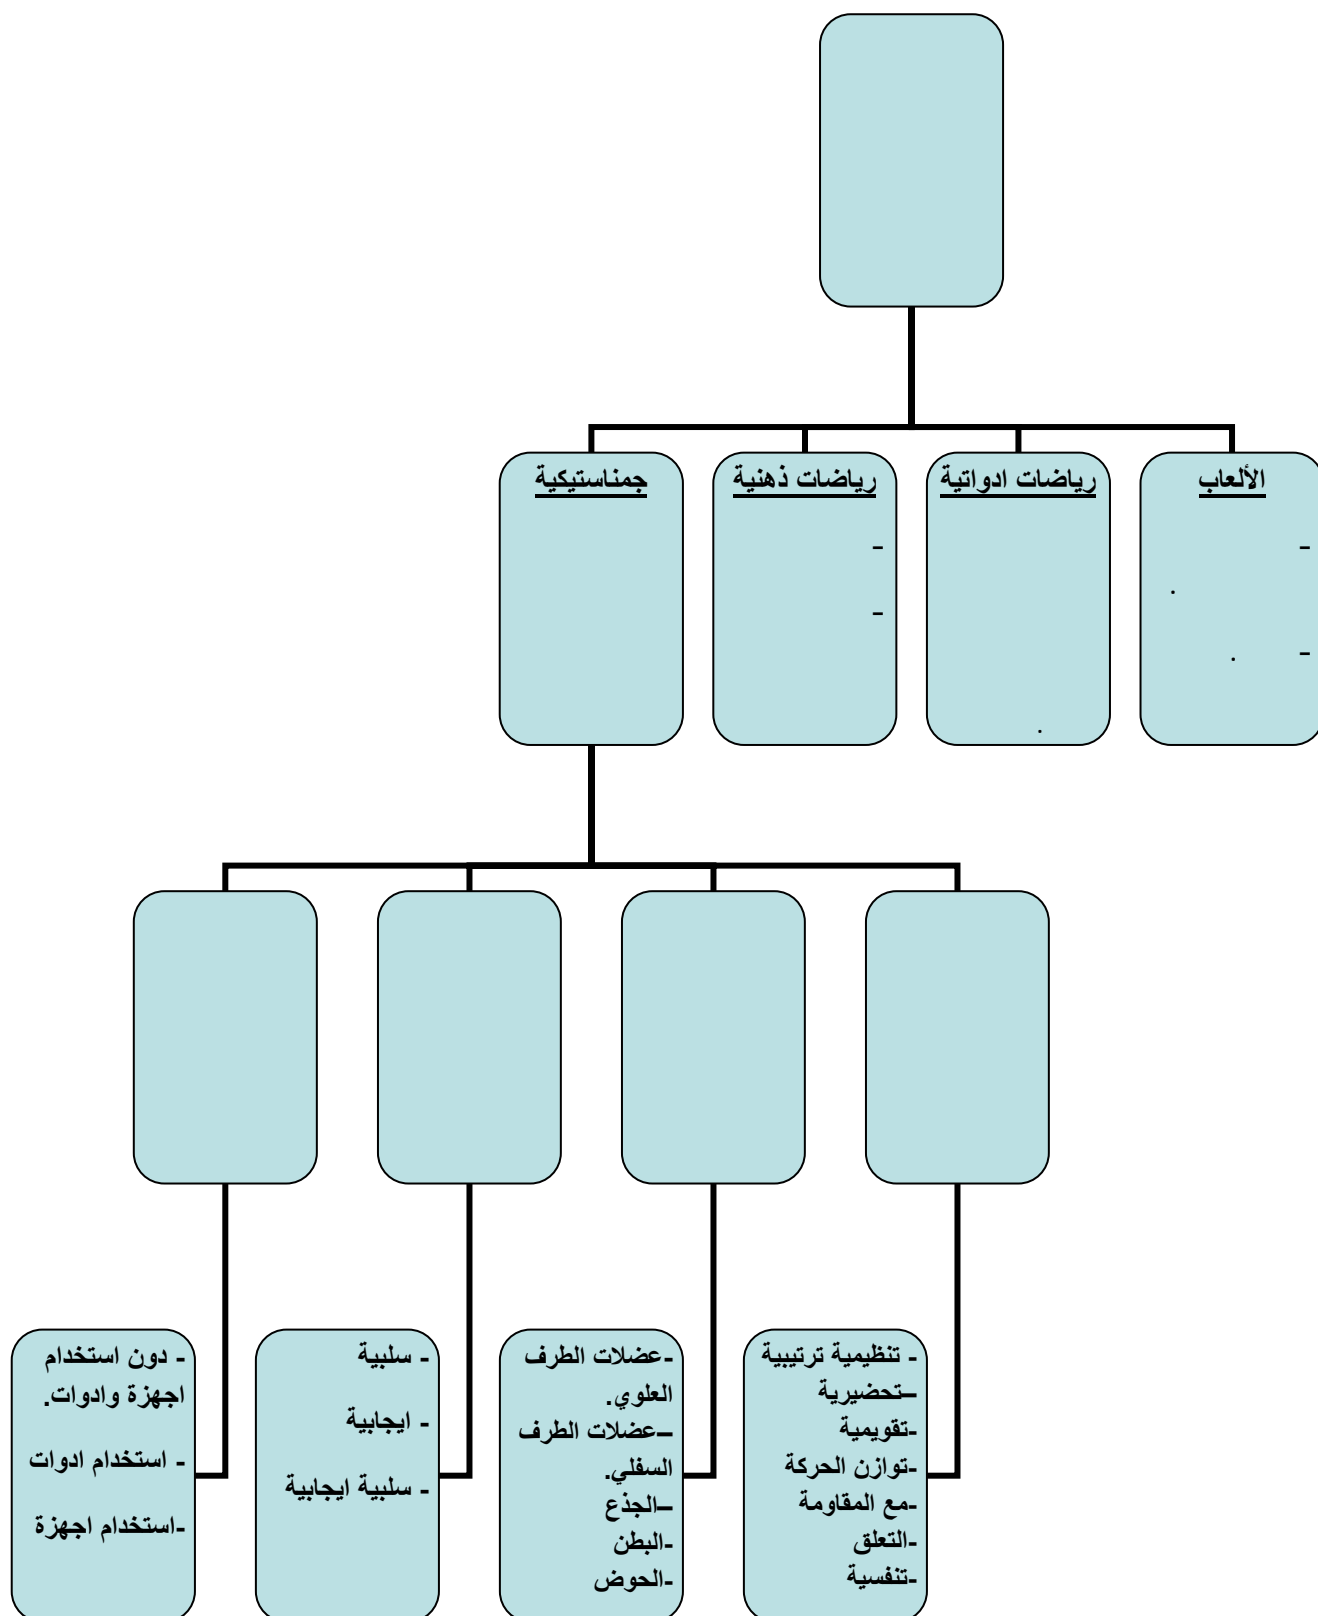 الألعاب
-
.
- .
رياضات ادواتية
.
رياضات ذهنية
-
-
جمناستيكية
- تنظيمية ترتيبية
–تحضيرية
-تقويمية
-توازن الحركة
-مع المقاومة
-التعلق
-تنفسية
-عضلات الطرف
العلوي.
–عضلات الطرف
السفلي.
–الجذع
-البطن
-الحوض
- سلبية
- ايجابية
- سلبية ايجابية
- دون استخدام
اجهزة وادوات.
- استخدام ادوات
-استخدام اجهزة